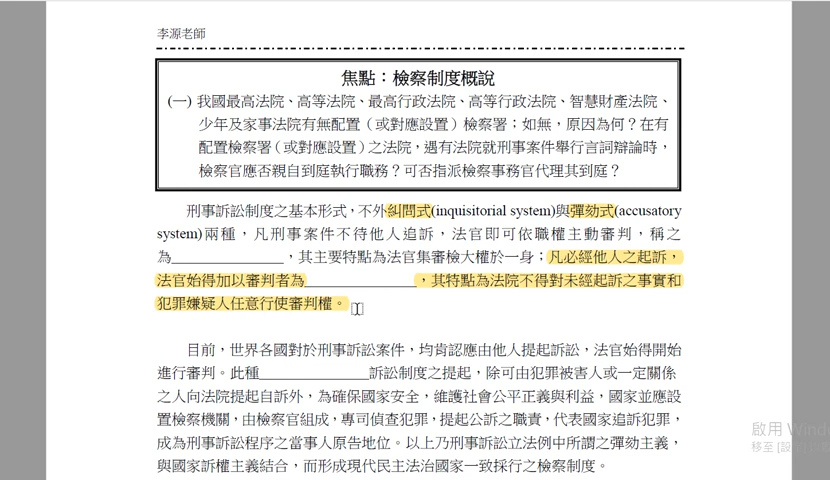 李源老師
焦點：檢察制度概說
(一) 我國最高法院、高等法院、最高行政法院、高等行政法院、智慧財產法院、
少年及家事法院有無配置（或對應設置）檢察署；如無，原因為何？在有
配置檢察署（或對應設置）之法院，遇有法院就刑事案件舉行言詞辯論時，
檢察官應否親自到庭執行職務？可否指派檢察事務官代理其到庭？
刑事訴訟制度之基本形式，不外糾問式(inquisitorial system)與彈劾式(accusatory
system)兩種，凡刑事案件不待他人追訴，法官即可依職權主動審判，稱之
為＿＿＿＿＿＿＿＿，其主要特點為法官集審檢大權於一身；凡必經他人之起訴，
法官始得加以審判者為＿＿＿＿＿＿＿＿，其特點為法院不得對未經起訴之事實和
犯罪嫌疑人任意行使審判權。
目前，世界各國對於刑事訴訟案件，均肯認應由他人提起訴訟，法官始得開始
進行審判。此種＿＿＿＿＿＿＿＿訴訟制度之提起，除可由犯罪被害人或一定關係
之人向法院提起自訴外，為確保國家安全，維護社會公平正義與利益，國家並應設
置檢察機關，由檢察官組成，專司偵查犯罪，提起公訴之職責，代表國家追訴犯罪，
成為刑事訴訟程序之當事人原告地位。以上乃刑事訴訟立法例中所謂之彈劾主義，
與國家訴權主義結合，而形成現代民主法治國家一致採行之檢察制度。
啟用 Windo
移至 [設